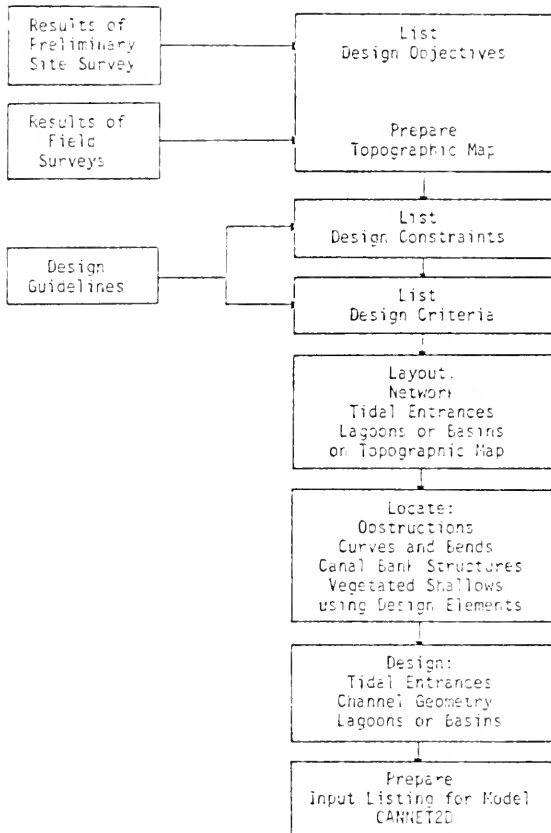 Results of
Preliminary
Site Survey
List
Design Objectives
Results of
Field
Surveys
Prepare
Topographic Map
List
Design Constraints
Design
Guidelines
List
Design Criteria
Layout:
Network
Tidal Entrances
Lagoons or Basins
on Topographic Map
Locate:
Obstructions
Curves and Bends
Canal Bank Structures
Vegetated Shallows
using Design Elements
Design:
Tidal Entrances
Channel Geometry
Lagoons or Basins
Prepare
Input Listing for Model
CANNET2D